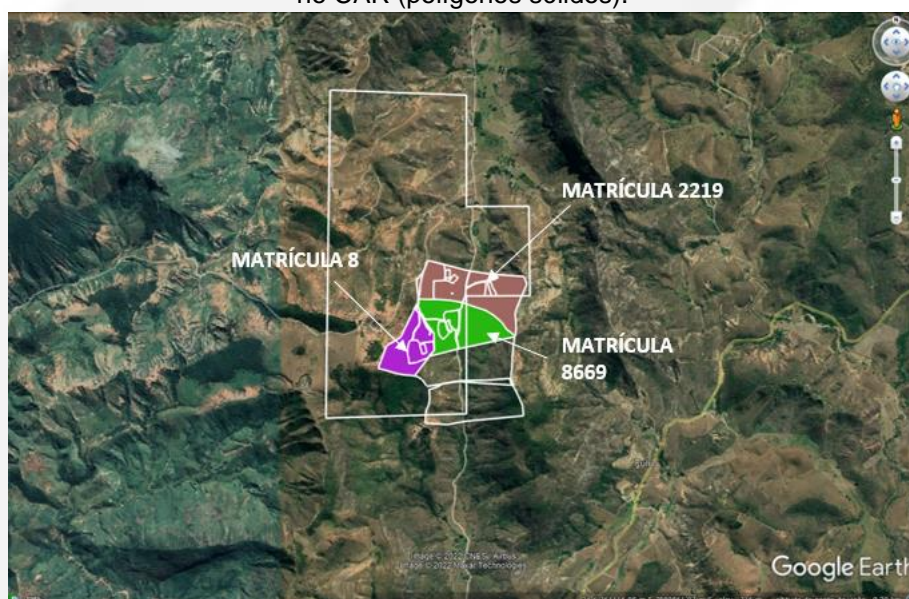 no CAR (polígonos sólidos).
MATRÍCULA 2219
MATRÍCULA 8
MATRÍCULA
8669
Image © 2022 CNES / Airbus
Image © 2022 Maxar Technologies
Google Earth